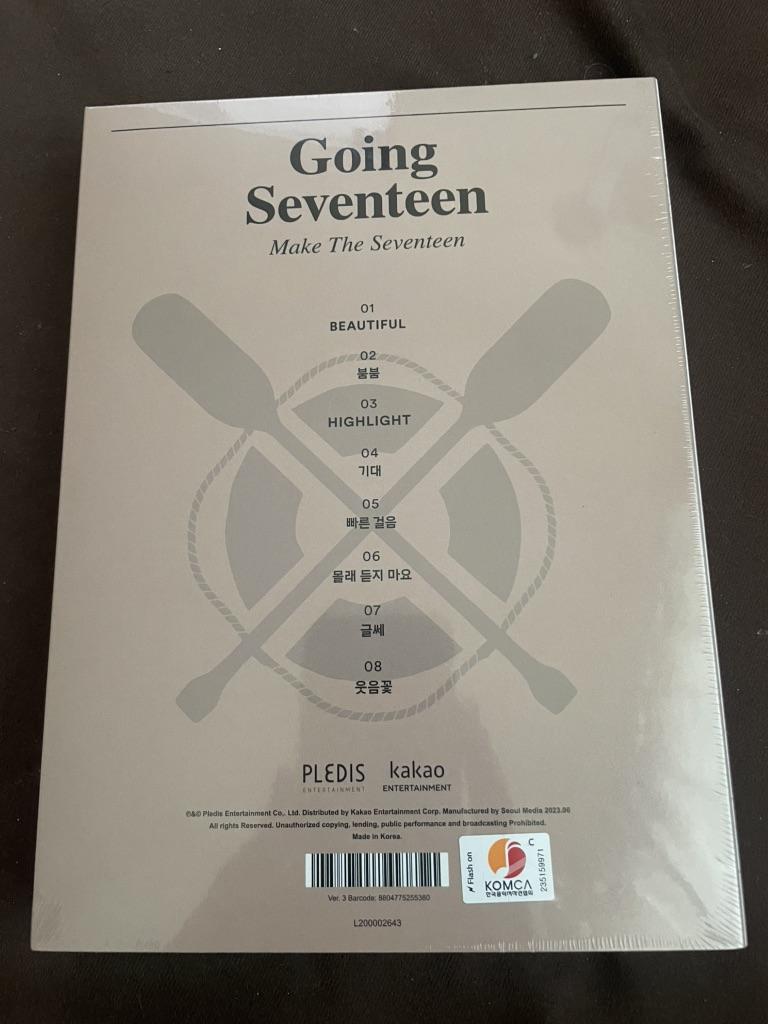 Going
Seventeen
Make The Seventeen
01
BEAUTIFUL
02
붐붐
03
HIGHLIGHT
04
기대
05
빠른 걸음
06
몰래 듣지 마요
07
글쎄
08
웃음꽃
PLEDIS
ENTERTAINMENT
kakao
ENTERTAINMENT
℗&© Pledis Entertainment Co,. Ltd. Distributed by Kakao Entertainment Corp. Manufactured by Seoul Media 2023.06
All rights Reserved. Unauthorized copying, lending, public performance and broadcasting Prohibited.
Made in Korea.
Ver. 3 Barcode: 8804775255380
L200002643
Flash on
KOMCA
한국음악저작권협회
C
235159971